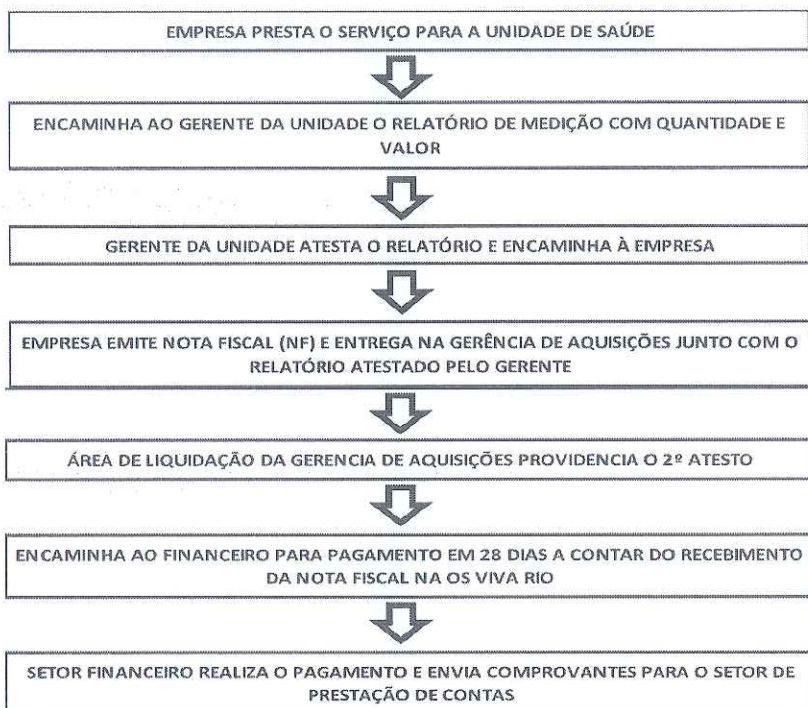 EMPRESA PRESTA O SERVIÇO PARA A UNIDADE DE SAÚDE
ENCAMINHA AO GERENTE DA UNIDADE O RELATÓRIO DE MEDIÇÃO COM QUANTIDADE E
VALOR
GERENTE DA UNIDADE ATESTA O RELATÓRIO E ENCAMINHA À EMPRESA
EMPRESA EMITE NOTA FISCAL (NF) E ENTREGA NA GERÊNCIA DE AQUISIÇÕES JUNTO COM O
RELATÓRIO ATESTADO PELO GERENTE
ÁREA DE LIQUIDAÇÃO DA GERENCIA DE AQUISIÇÕES PROVIDENCIA O 2º ATESTO
ENCAMINHA AO FINANCEIRO PARA PAGAMENTO EM 28 DIAS A CONTAR DO RECEBIMENTO
DA NOTA FISCAL NA OS VIVA RIO
SETOR FINANCEIRO REALIZA O PAGAMENTO E ENVIA COMPROVANTES PARA O SETOR DE
PRESTAÇÃO DE CONTAS